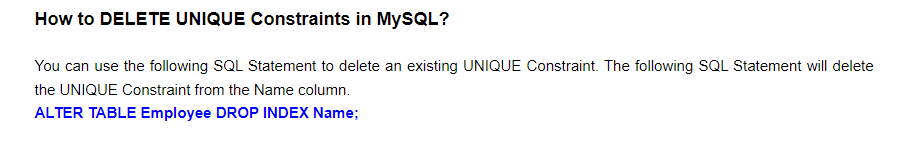 How to DELETE UNIQUE Constraints in MySQL?
You can use the following SQL Statement to delete an existing UNIQUE Constraint. The following SQL Statement will delete
the UNIQUE Constraint from the Name column.
ALTER TABLE Employee DROP INDEX Name;